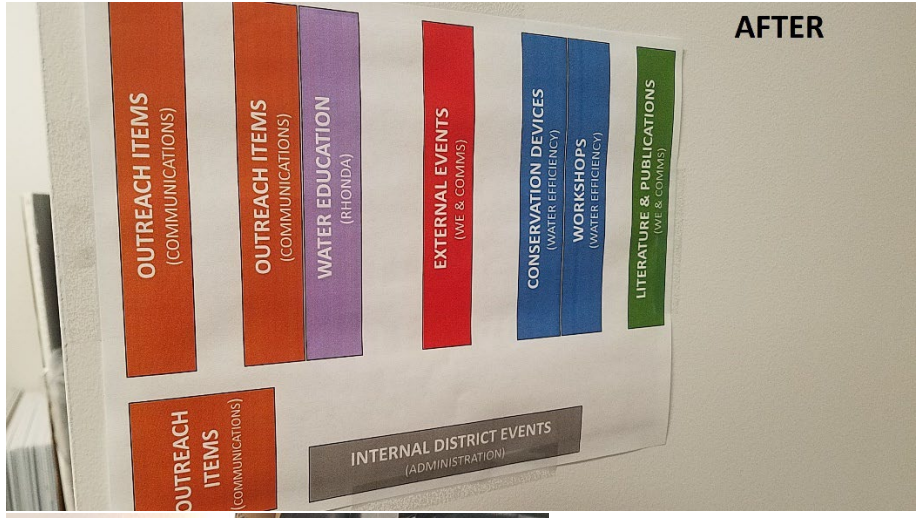 AFTER
OUTREACH ITEMS
(COMMUNICATIONS)
OUTREACH ITEMS
(COMMUNICATIONS)
WATER EDUCATION
(RHONDA)
EXTERNAL EVENTS
(WE & COMMS)
CONSERVATION DEVICES
(WATER EFFICIENCY)
WORKSHOPS
(WATER EFFICIENCY)
LITERATURE & PUBLICATIONS
(WE & COMMS)
OUTREACH
ITEMS
(COMMUNICATIONS)
INTERNAL DISTRICT EVENTS
(ADMINISTRATION)